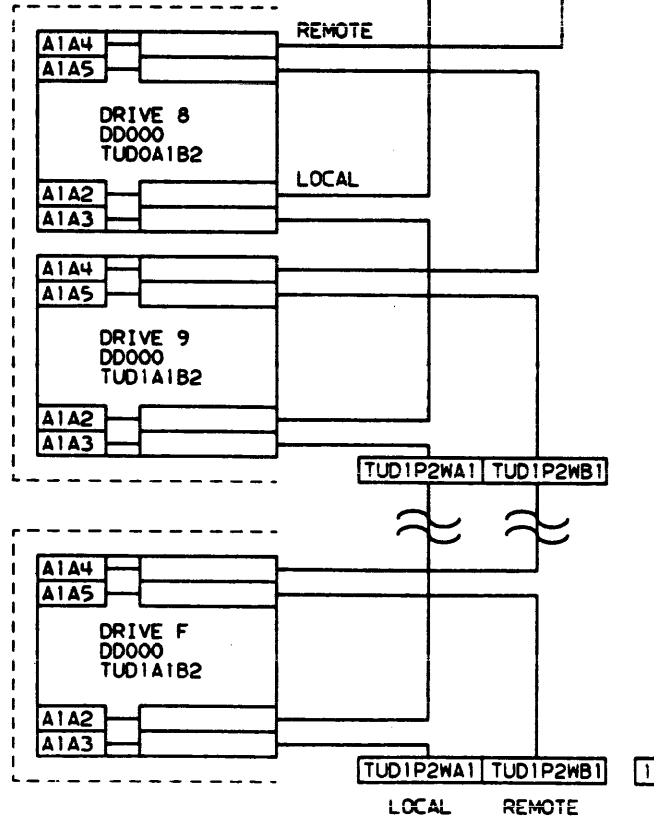 REMOTE
A1A4
A1A5
DRIVE 8
DD000
TUD0A1B2
LOCAL
A1A2
A1A3
A1A4
A1A5
DRIVE 9
DD000
TUD1A1B2
A1A2
A1A3
TUD1P2WA1 TUD1P2WB1
A1A4
A1A5
DRIVE F
DD000
TUD1A1B2
A1A2
A1A3
TUD1P2WA1 TUD1P2WB1
LOCAL REMOTE